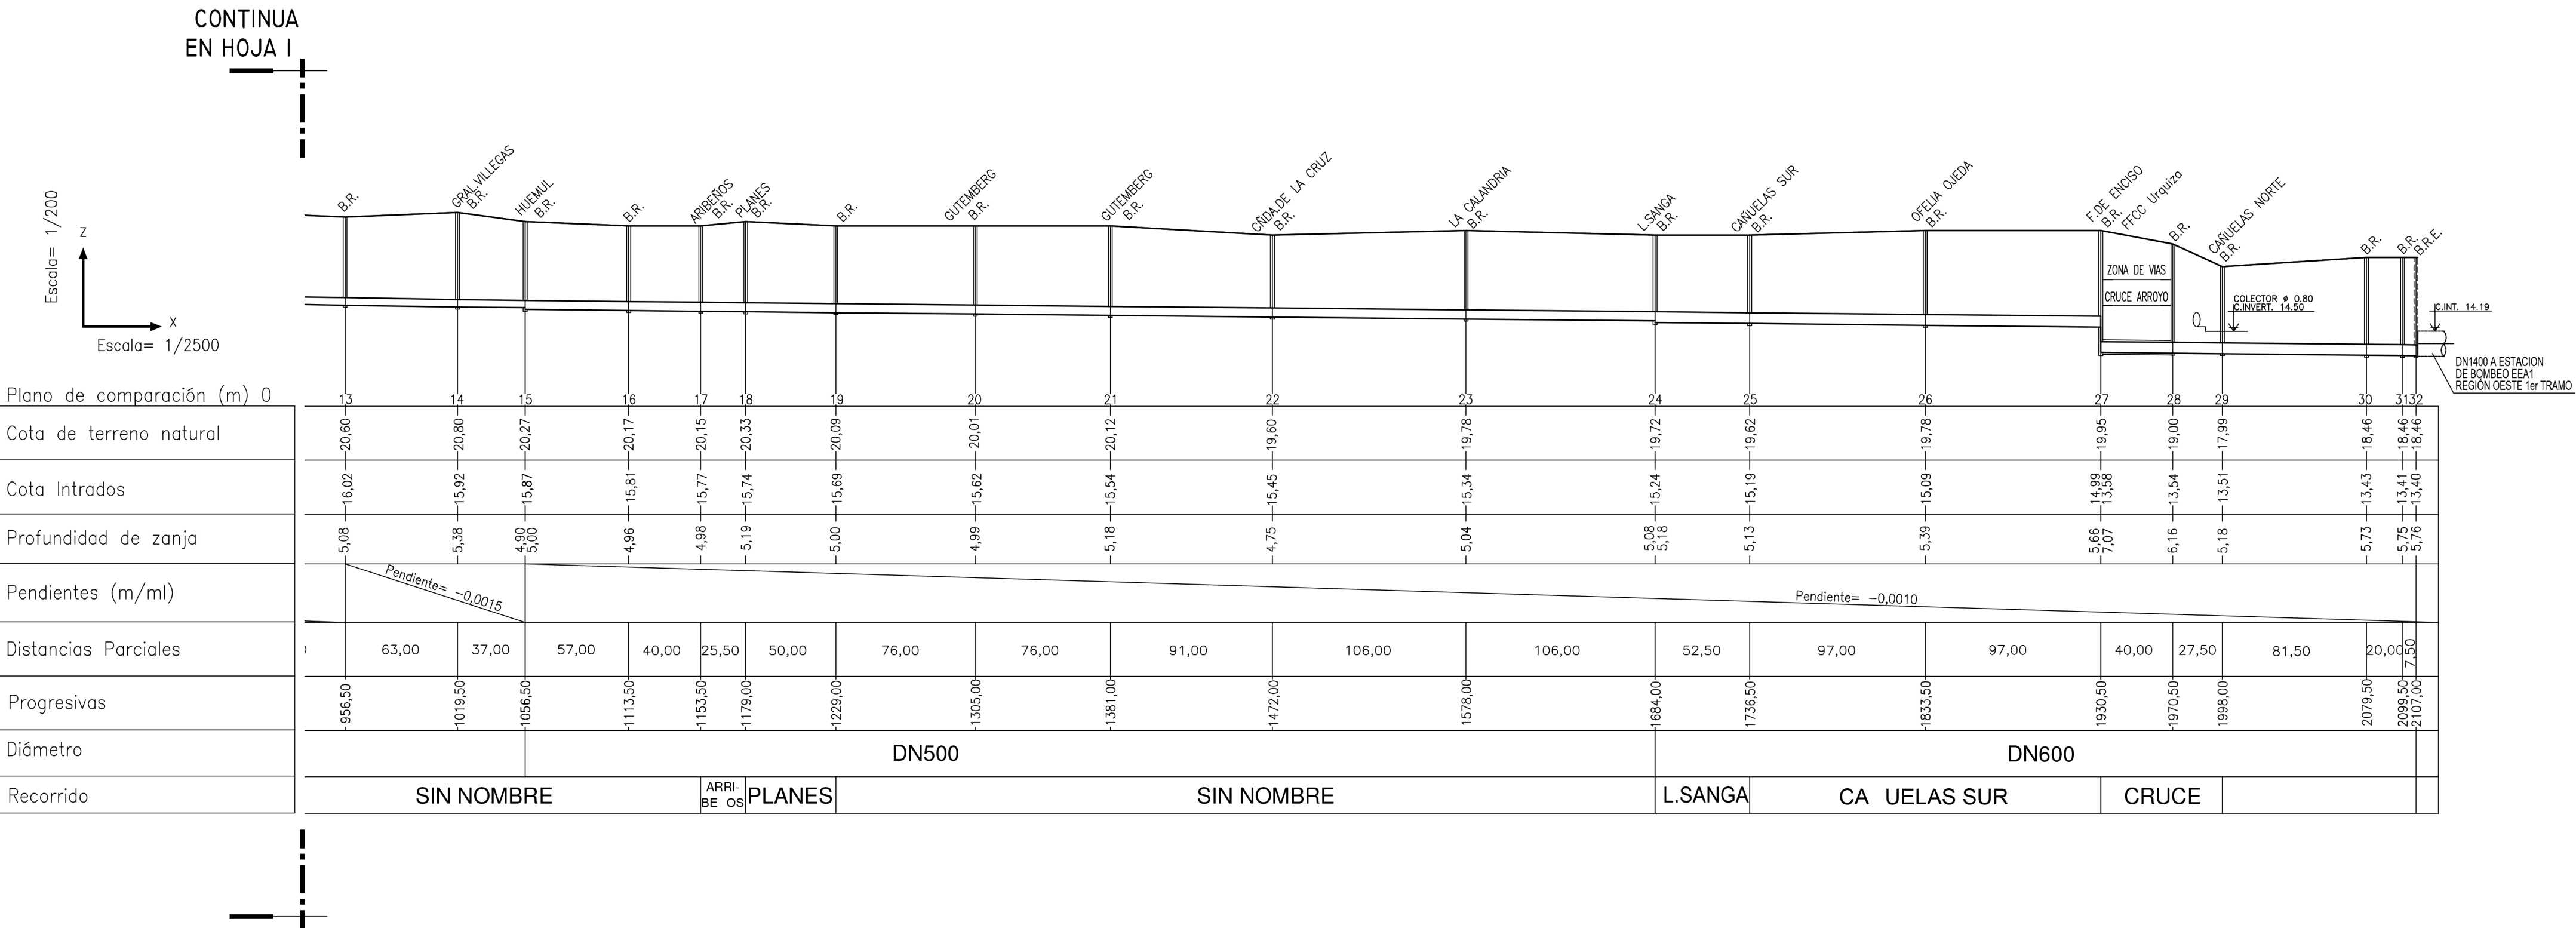 CONTINUA
EN HOJA I
B.R.
GRAL.VILLEGAS
B.R.
HUEMUL
B.R.
B.R.
ARIBEÑOS
B.R.
PLANES
B.R.
B.R.
GUTEMBERG
B.R.
GUTEMBERG
B.R.
CÑDA.DE LA CRUZ
B.R.
LA CALANDRIA
B.R.
L.SANGA
B.R.
CAÑUELAS SUR
B.R.
OFELIA OJEDA
B.R.
F.DE ENCISO
B.R.
FFCC Urquiza
B.R.
CAÑUELAS NORTE
B.R.
B.R.
B.R.
B.R.E.
Escala= 1/200
Z
X
Escala= 1/2500
ZONA DE VIAS
CRUCE ARROYO
COLECTOR ø 0.80
C.INVERT. 14.50
C.INT. 14.19
DN1400 A ESTACION
DE BOMBEO EEA1
REGIÓN OESTE 1er TRAMO
Plano de comparación (m) 0 13 14 15 16 17 18 19 20 21 22 23 24 25 26 27 28 29 30 31 32
Cota de terreno natural 20,60 20,80 20,27 20,17 20,15 20,33 20,09 20,01 20,12 19,60 19,78 19,72 19,62 19,78 19,95 19,00 17,99 18,46 18,46 18,46
Cota Intrados 16,02 15,92 15,87 15,81 15,77 15,74 15,69 15,62 15,54 15,45 15,34 15,24 15,19 15,09 14,99 13,58 13,54 13,51 13,43 13,41 13,40
Profundidad de zanja 5,08 5,38 4,90 5,00 4,96 4,98 5,19 5,00 4,99 5,18 4,75 5,04 5,08 5,18 5,13 5,39 5,66 7,07 6,16 5,18 5,73 5,75 5,76
Pendientes (m/ml) Pendiente= -0,0015 Pendiente= -0,0010
Distancias Parciales 63,00 37,00 57,00 40,00 25,50 50,00 76,00 76,00 91,00 106,00 106,00 52,50 97,00 97,00 40,00 27,50 81,50 20,00 7,50
Progresivas 956,50 1019,50 1056,50 1113,50 1153,50 1179,00 1229,00 1305,00 1381,00 1472,00 1578,00 1684,00 1736,50 1833,50 1930,50 1970,50 1998,00 2079,50 2099,50 2107,00
Diámetro DN500 DN600
Recorrido SIN NOMBRE ARRI-
BE OS PLANES SIN NOMBRE L.SANGA CA UELAS SUR CRUCE